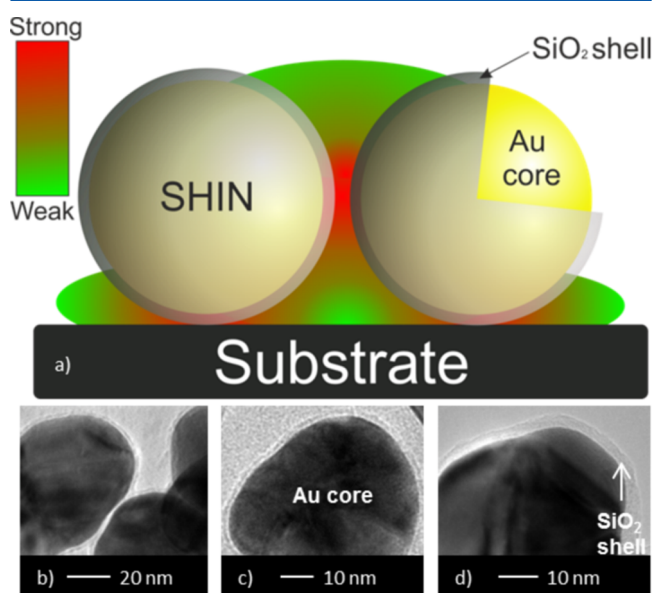 Strong
Weak
SiO₂ shell
Au
core
SHIN
a)
Substrate
b)
20 nm
Au core
c)
10 nm
SiO₂
shell
d)
10 nm